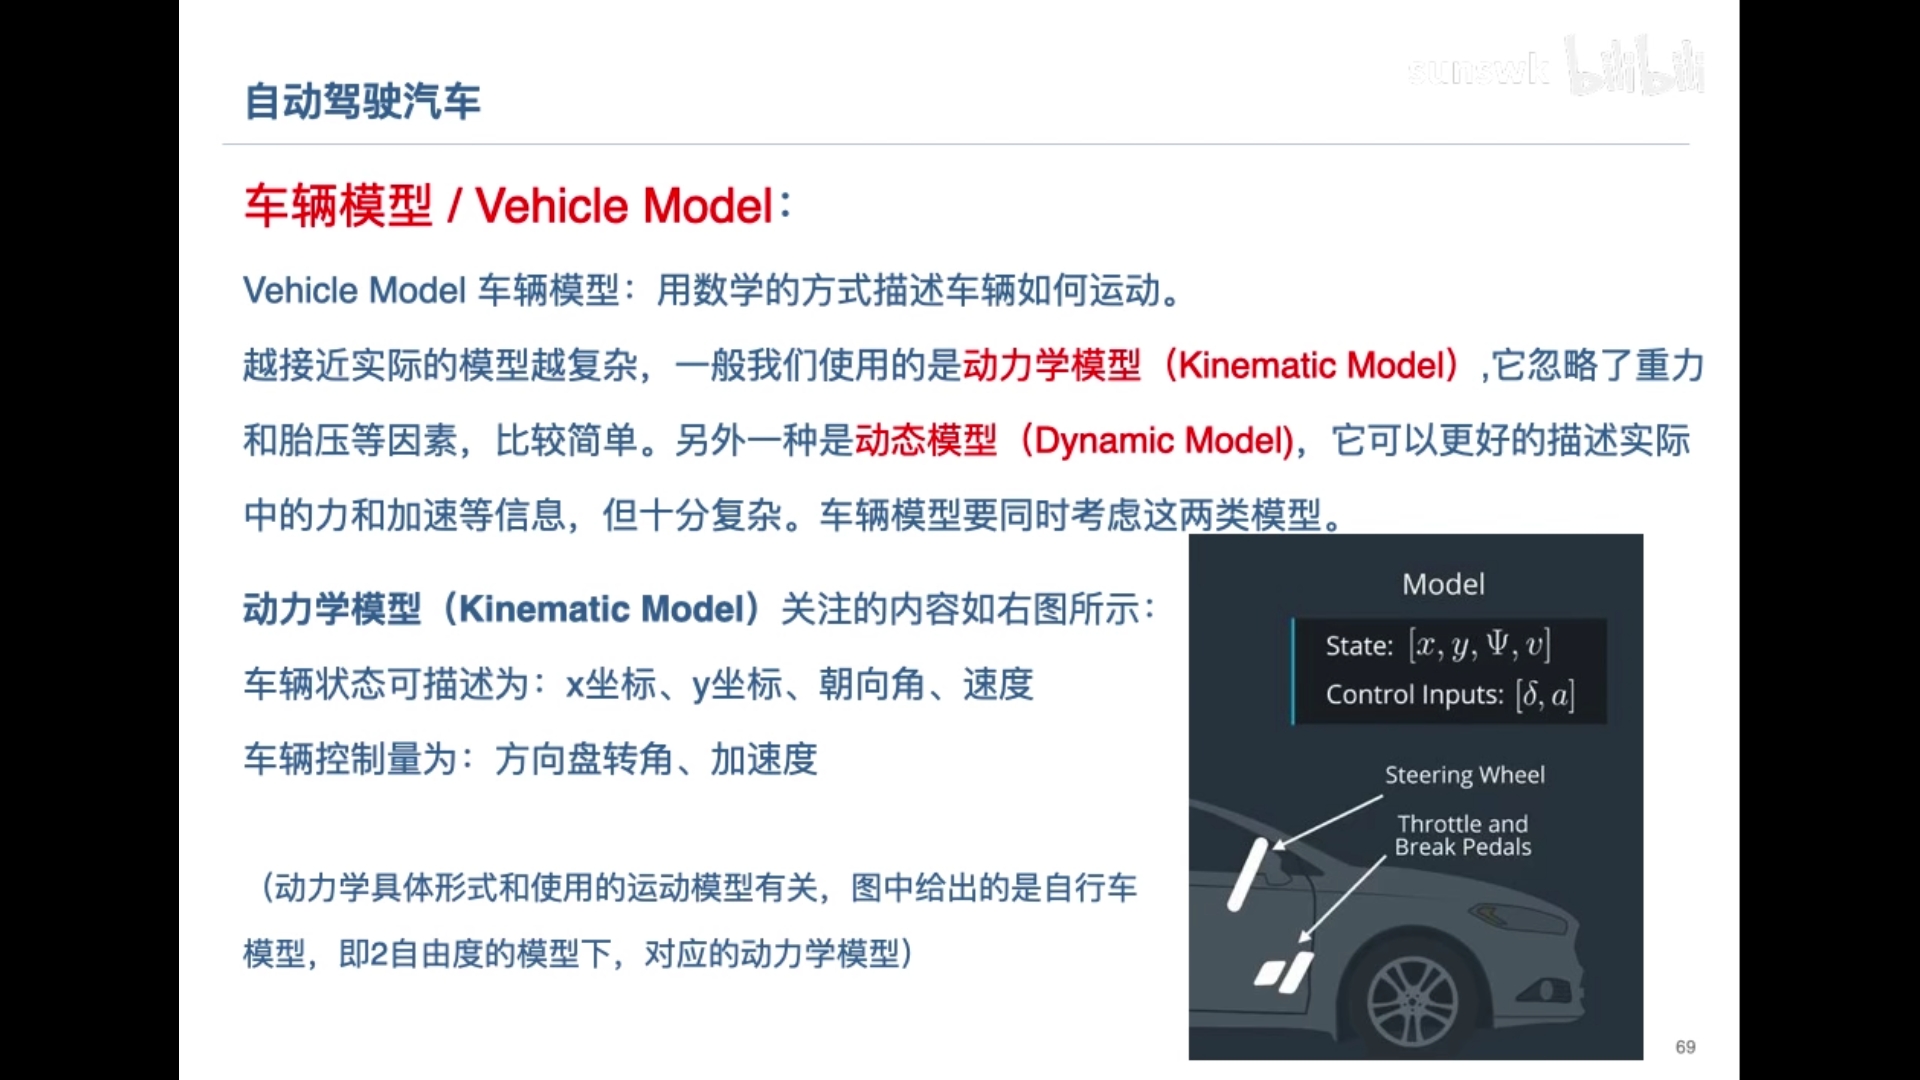 sunswk bilibili
自动驾驶汽车
车辆模型 / Vehicle Model：
Vehicle Model 车辆模型：用数学的方式描述车辆如何运动。
越接近实际的模型越复杂，一般我们使用的是动力学模型（Kinematic Model）,它忽略了重力
和胎压等因素，比较简单。另外一种是动态模型（Dynamic Model)，它可以更好的描述实际
中的力和加速等信息，但十分复杂。车辆模型要同时考虑这两类模型。
动力学模型（Kinematic Model）关注的内容如右图所示：
车辆状态可描述为：x坐标、y坐标、朝向角、速度
车辆控制量为：方向盘转角、加速度
（动力学具体形式和使用的运动模型有关，图中给出的是自行车
模型，即2自由度的模型下，对应的动力学模型）
Model
State: [x, y, Ψ, v]
Control Inputs: [δ, a]
Steering Wheel
Throttle and
Break Pedals
69